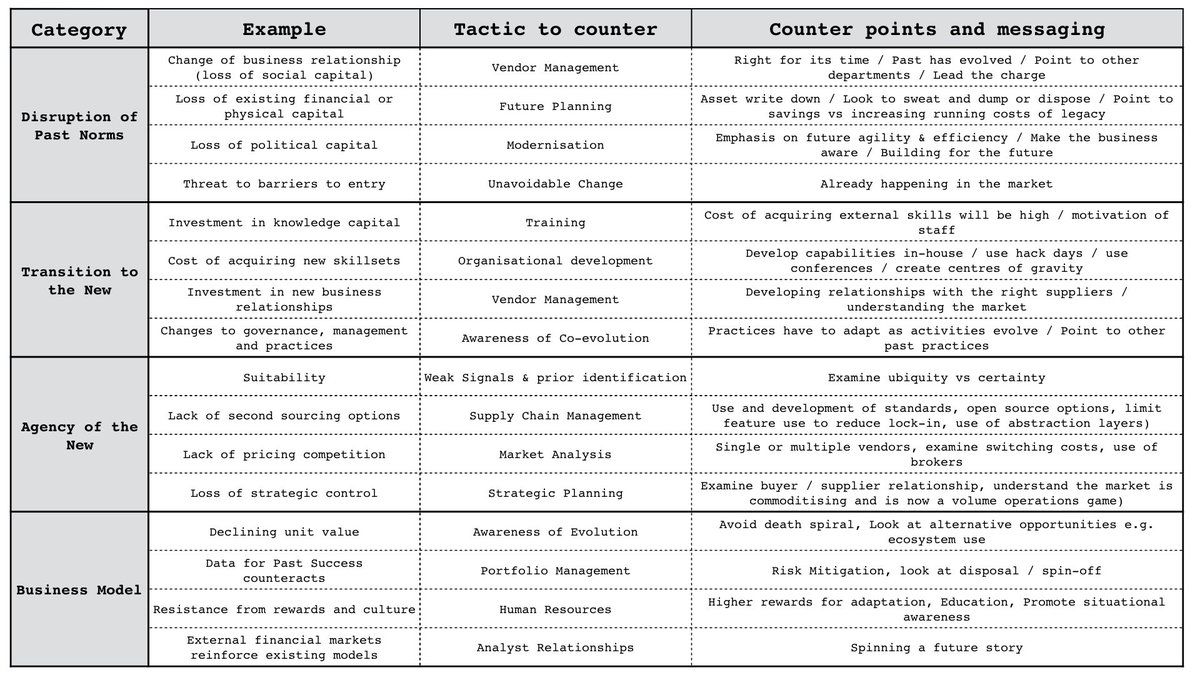 Category Example Tactic to counter Counter points and messaging
Disruption of
Past Norms
Change of business relationship
(loss of social capital)
Vendor Management
Right for its time / Past has evolved / Point to other
departments / Lead the charge
Loss of existing financial or
physical capital
Future Planning
Asset write down / Look to sweat and dump or dispose / Point to
savings vs increasing running costs of legacy
Loss of political capital
Modernisation
Emphasis on future agility & efficiency / Make the business
aware / Building for the future
Threat to barriers to entry
Unavoidable Change
Already happening in the market
Transition to
the New
Investment in knowledge capital
Training
Cost of acquiring external skills will be high / motivation of
staff
Cost of acquiring new skillsets
Organisational development
Develop capabilities in-house / use hack days / use
conferences / create centres of gravity
Investment in new business
relationships
Vendor Management
Developing relationships with the right suppliers /
understanding the market
Changes to governance, management
and practices
Awareness of Co-evolution
Practices have to adapt as activities evolve / Point to other
past practices
Agency of the
New
Suitability
Weak Signals & prior identification
Examine ubiquity vs certainty
Lack of second sourcing options
Supply Chain Management
Use and development of standards, open source options, limit
feature use to reduce lock-in, use of abstraction layers)
Lack of pricing competition
Market Analysis
Single or multiple vendors, examine switching costs, use of
brokers
Loss of strategic control
Strategic Planning
Examine buyer / supplier relationship, understand the market is
commoditising and is now a volume operations game)
Business Model
Declining unit value
Awareness of Evolution
Avoid death spiral, Look at alternative opportunities e.g.
ecosystem use
Data for Past Success
counteracts
Portfolio Management
Risk Mitigation, look at disposal / spin-off
Resistance from rewards and culture
Human Resources
Higher rewards for adaptation, Education, Promote situational
awareness
External financial markets
reinforce existing models
Analyst Relationships
Spinning a future story